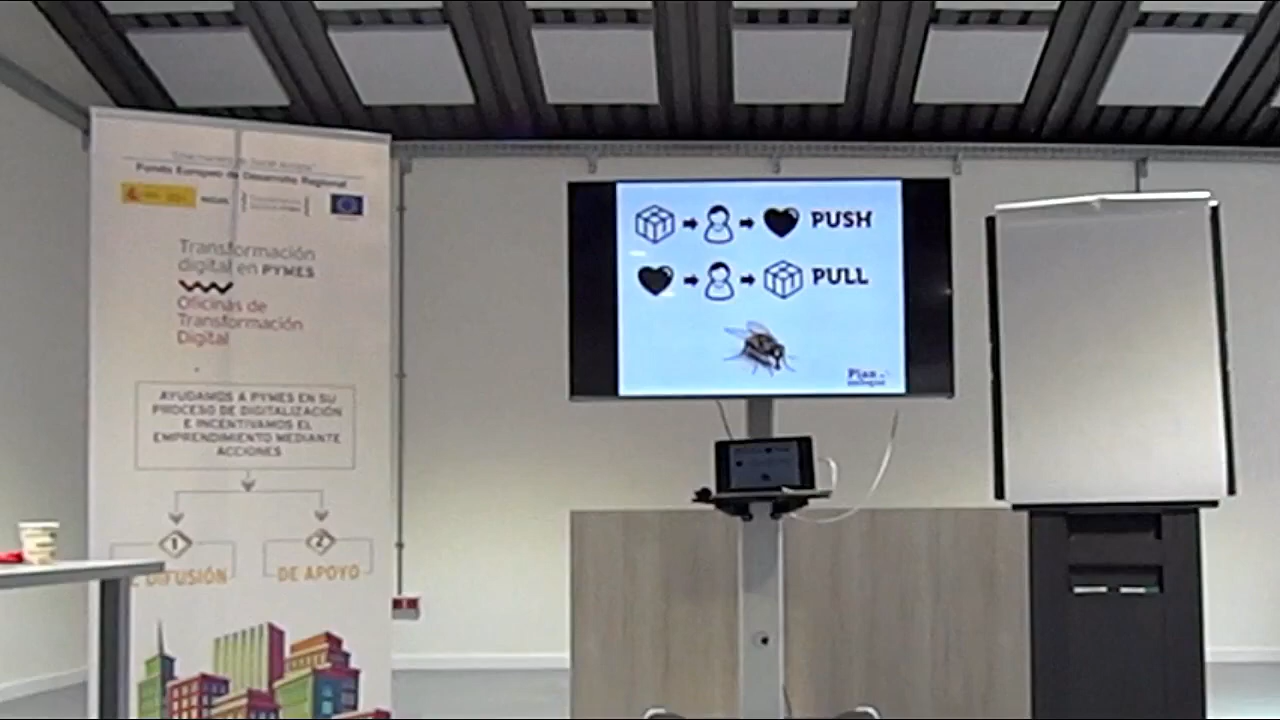 Fondo Europeo de Desarrollo Regional
Transformación
digital en PYMES
Oficinas de
Transformación
Digital
AYUDAMOS A PYMES EN SU
PROCESO DE DIGITALIZACIÓN
E INCENTIVAMOS EL
EMPRENDIMIENTO MEDIANTE
ACCIONES
1
2
DIFUSIÓN
DE APOYO
PUSH
PULL
Plan